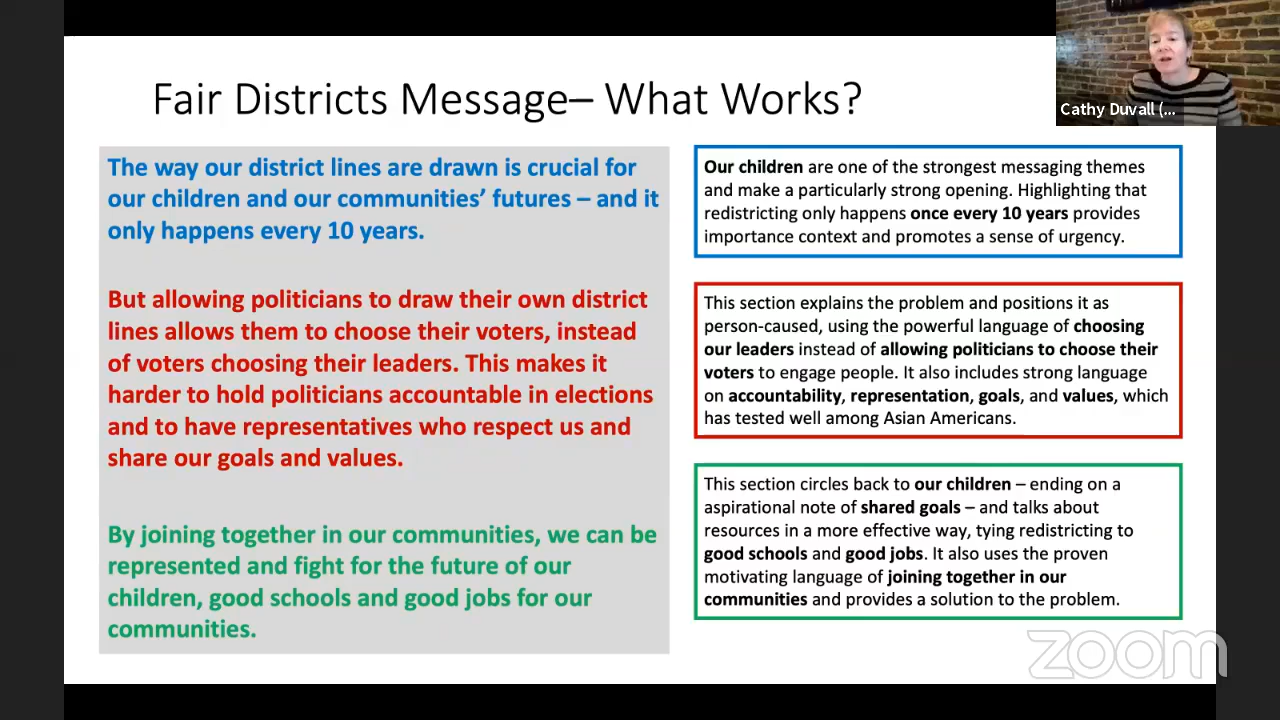 Fair Districts Message– What Works?
Cathy Duvall (...
The way our district lines are drawn is crucial for
our children and our communities’ futures – and it
only happens every 10 years.
But allowing politicians to draw their own district
lines allows them to choose their voters, instead
of voters choosing their leaders. This makes it
harder to hold politicians accountable in elections
and to have representatives who respect us and
share our goals and values.
By joining together in our communities, we can be
represented and fight for the future of our
children, good schools and good jobs for our
communities.
Our children are one of the strongest messaging themes
and make a particularly strong opening. Highlighting that
redistricting only happens once every 10 years provides
importance context and promotes a sense of urgency.
This section explains the problem and positions it as
person-caused, using the powerful language of choosing
our leaders instead of allowing politicians to choose their
voters to engage people. It also includes strong language
on accountability, representation, goals, and values, which
has tested well among Asian Americans.
This section circles back to our children – ending on a
aspirational note of shared goals – and talks about
resources in a more effective way, tying redistricting to
good schools and good jobs. It also uses the proven
motivating language of joining together in our
communities and provides a solution to the problem.
zoom